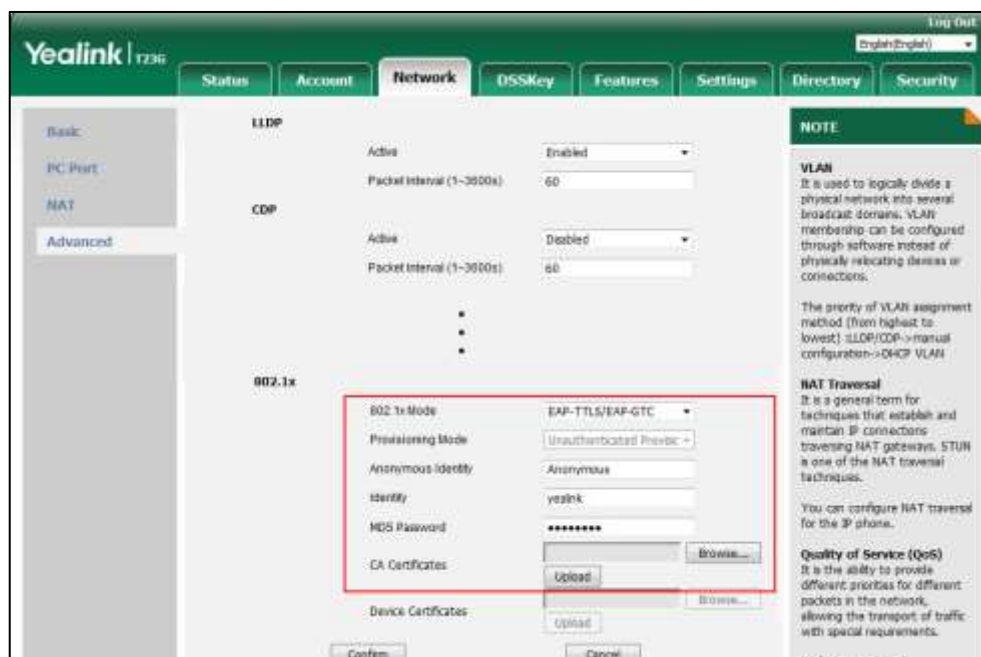 Log Out
English(English)
Yealink | T23G
Status
Account
Network
DSSKey
Features
Settings
Directory
Security
Basic
PC Port
NAT
Advanced
LLDP
Active
Enabled
Packet Interval (1~3600s)
60
CDP
Active
Disabled
Packet Interval (1~3600s)
60
802.1x
802.1x Mode
EAP-TTLS/EAP-GTC
Provisioning Mode
Unauthenticated Provisic
Anonymous Identity
Anonymous
Identity
yealink
MD5 Password
••••••••
CA Certificates
Browse...
Upload
Device Certificates
Browse...
Upload
Confirm
Cancel
NOTE
VLAN
It is used to logically divide a
physical network into several
broadcast domains. VLAN
membership can be configured
through software instead of
physically relocating devices or
connections.
The priority of VLAN assignment
method (from highest to
lowest) :LLDP/CDP->manual
configuration->DHCP VLAN
NAT Traversal
It is a general term for
techniques that establish and
maintain IP connections
traversing NAT gateways. STUN
is one of the NAT traversal
techniques.
You can configure NAT traversal
for the IP phone.
Quality of Service (QoS)
It is the ability to provide
different priorities for different
packets in the network,
allowing the transport of traffic
with special requirements.